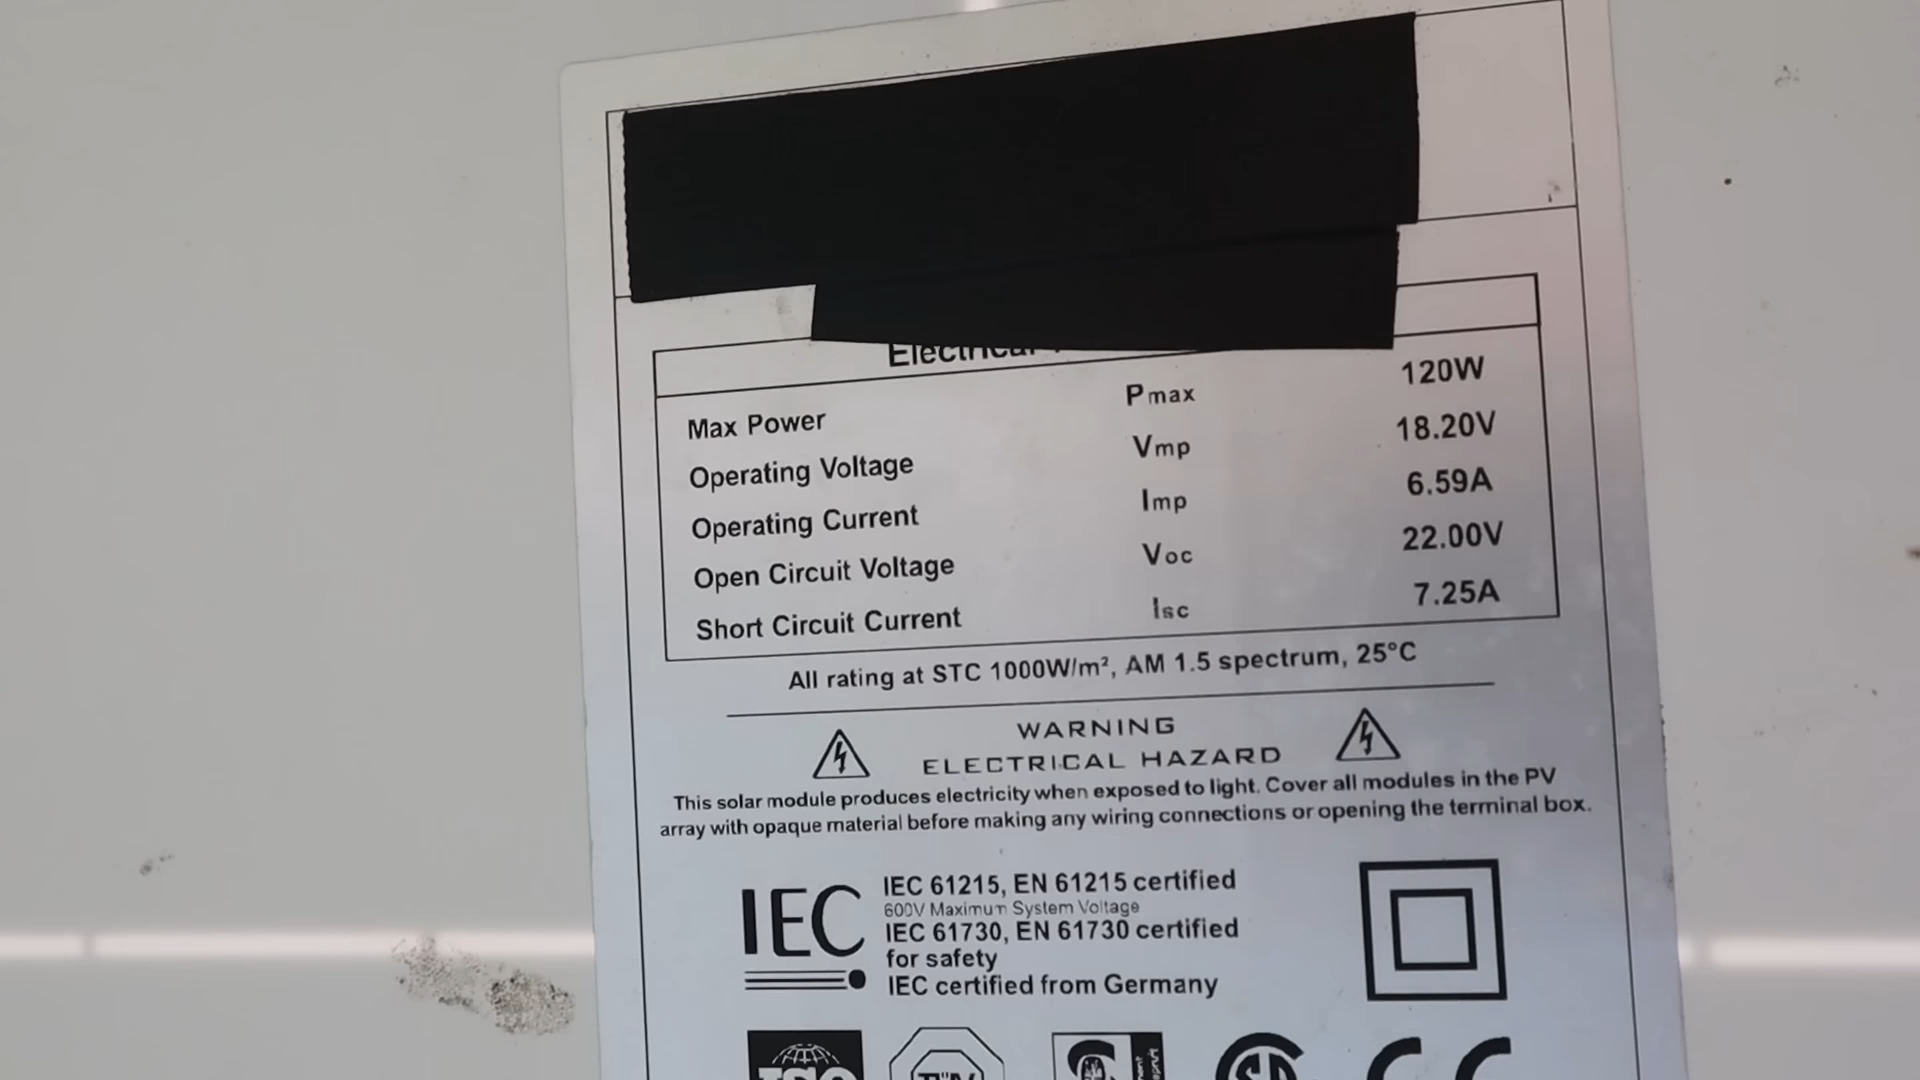 Max Power Pmax 120W
Operating Voltage Vmp 18.20V
Operating Current Imp 6.59A
Open Circuit Voltage Voc 22.00V
Short Circuit Current Isc 7.25A
All rating at STC 1000W/m², AM 1.5 spectrum, 25°C
WARNING
ELECTRICAL HAZARD
This solar module produces electricity when exposed to light. Cover all modules in the PV
array with opaque material before making any wiring connections or opening the terminal box.
IEC
IEC 61215, EN 61215 certified
600V Maximum System Voltage
IEC 61730, EN 61730 certified
for safety
IEC certified from Germany